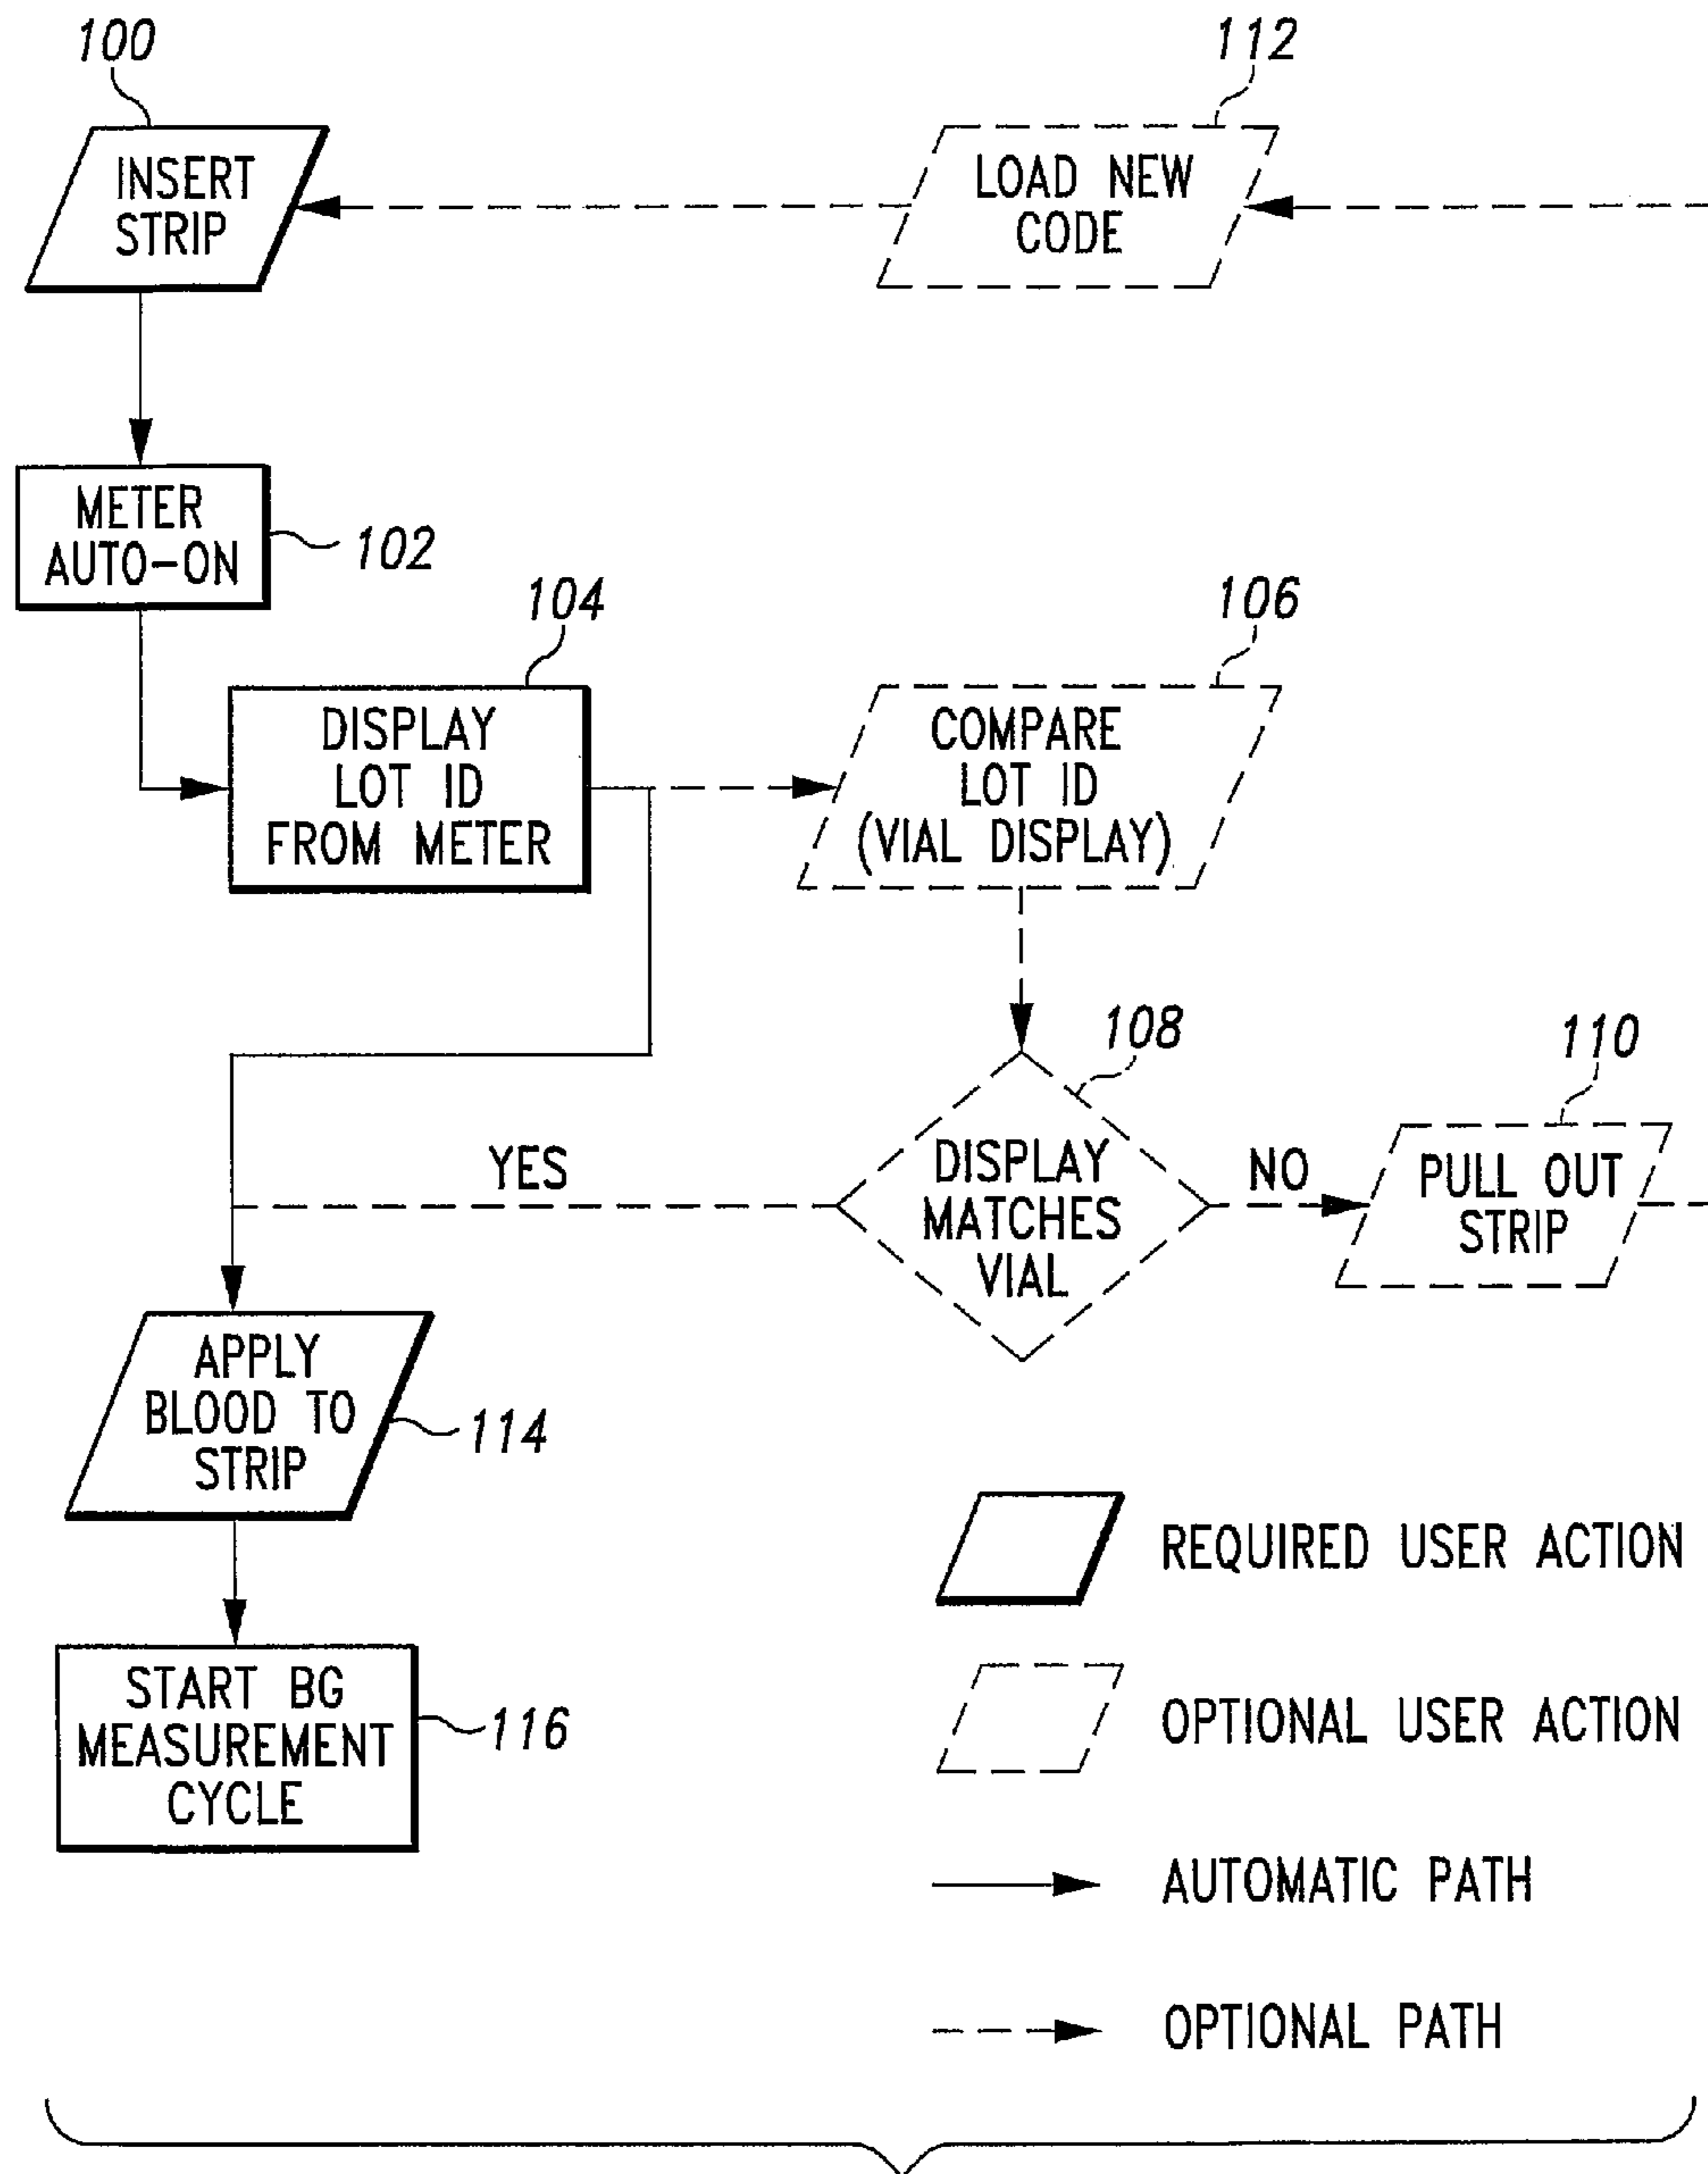 100
112
INSERT
STRIP
LOAD NEW
CODE
METER
AUTO-ON
102
104
106
DISPLAY
LOT ID
FROM METER
COMPARE
LOT ID
(VIAL DISPLAY)
108
110
YES
DISPLAY
MATCHES
VIAL
NO
PULL OUT
STRIP
APPLY
BLOOD TO
STRIP
114
REQUIRED USER ACTION
START BG
MEASUREMENT
CYCLE
116
OPTIONAL USER ACTION
AUTOMATIC PATH
OPTIONAL PATH